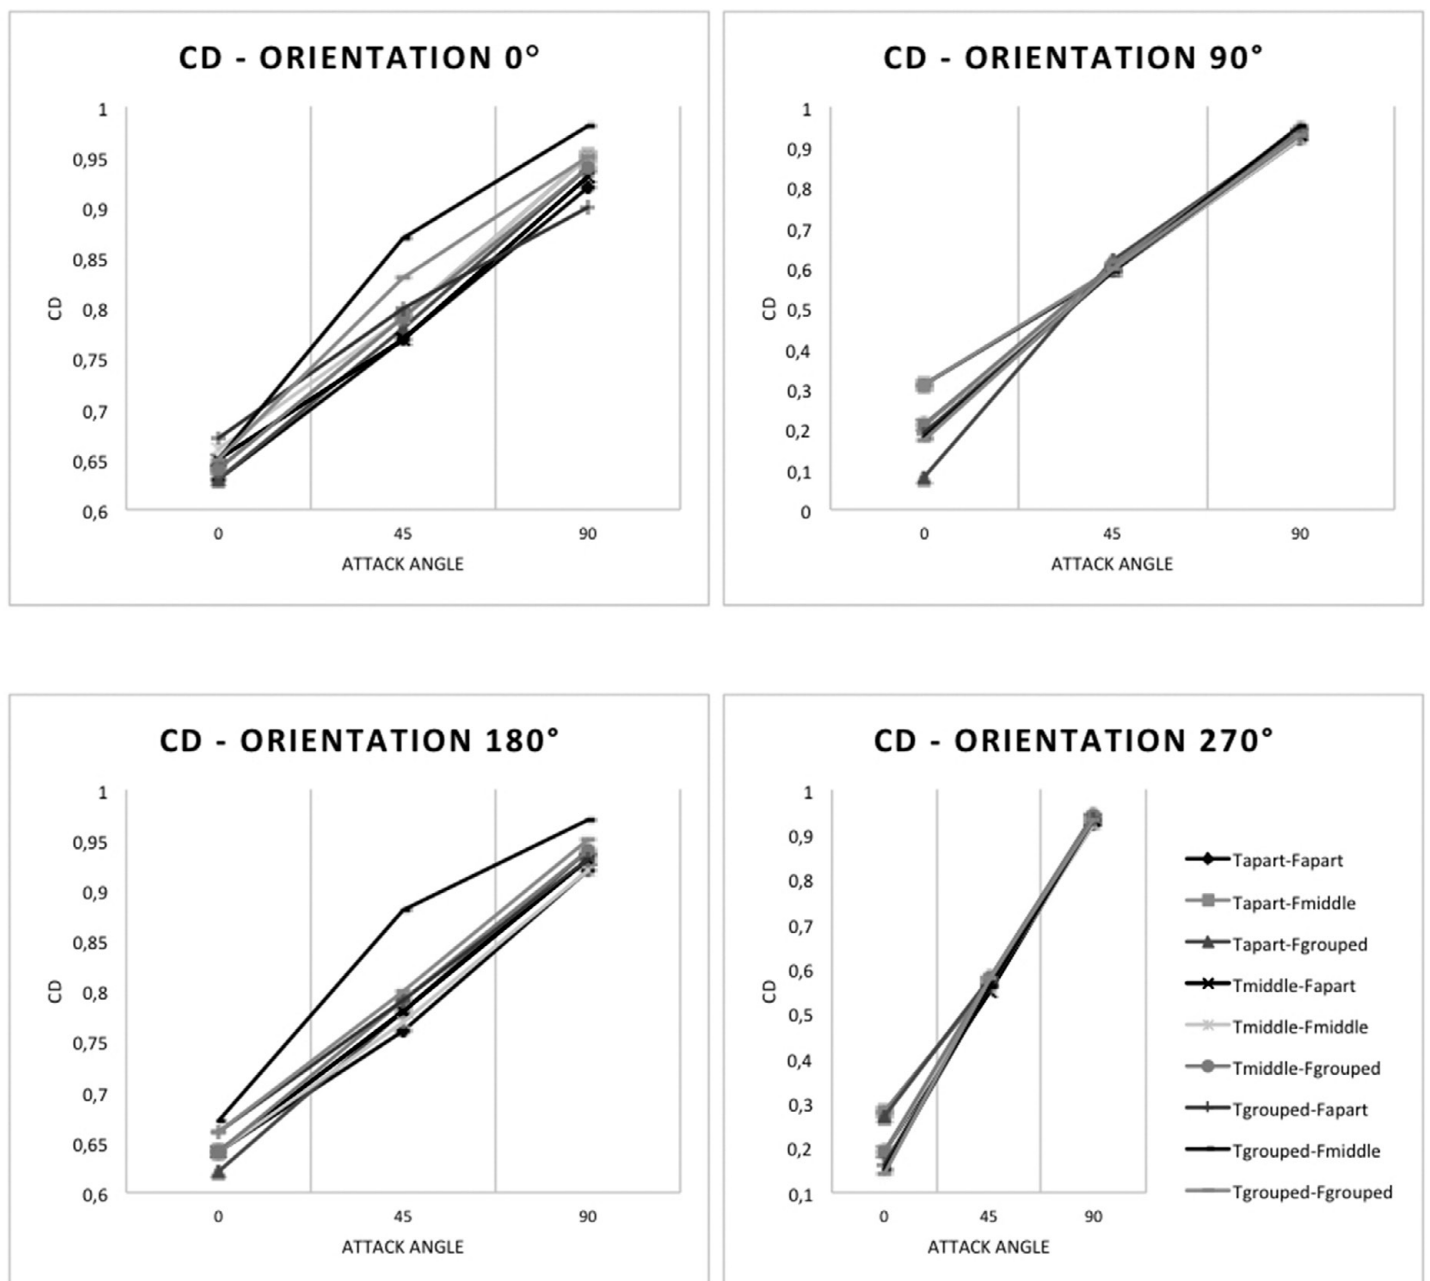 CD - ORIENTATION 0°
1
0,95
0,9
0,85
0,8
0,75
0,7
0,65
0,6
CD
0 45 90
ATTACK ANGLE
CD - ORIENTATION 90°
1
0,9
0,8
0,7
0,6
0,5
0,4
0,3
0,2
0,1
0
CD
0 45 90
ATTACK ANGLE
CD - ORIENTATION 180°
1
0,95
0,9
0,85
0,8
0,75
0,7
0,65
0,6
CD
0 45 90
ATTACK ANGLE
CD - ORIENTATION 270°
1
0,9
0,8
0,7
0,6
0,5
0,4
0,3
0,2
0,1
CD
0 45 90
ATTACK ANGLE
Tapart-Fapart
Tapart-Fmiddle
Tapart-Fgrouped
Tmiddle-Fapart
Tmiddle-Fmiddle
Tmiddle-Fgrouped
Tgrouped-Fapart
Tgrouped-Fmiddle
Tgrouped-Fgrouped